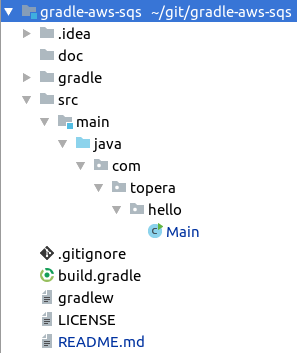 gradle-aws-sqs ~/git/gradle-aws-sqs
.idea
doc
gradle
src
main
java
com
topera
hello
C Main
.gitignore
build.gradle
gradlew
LICENSE
README.md